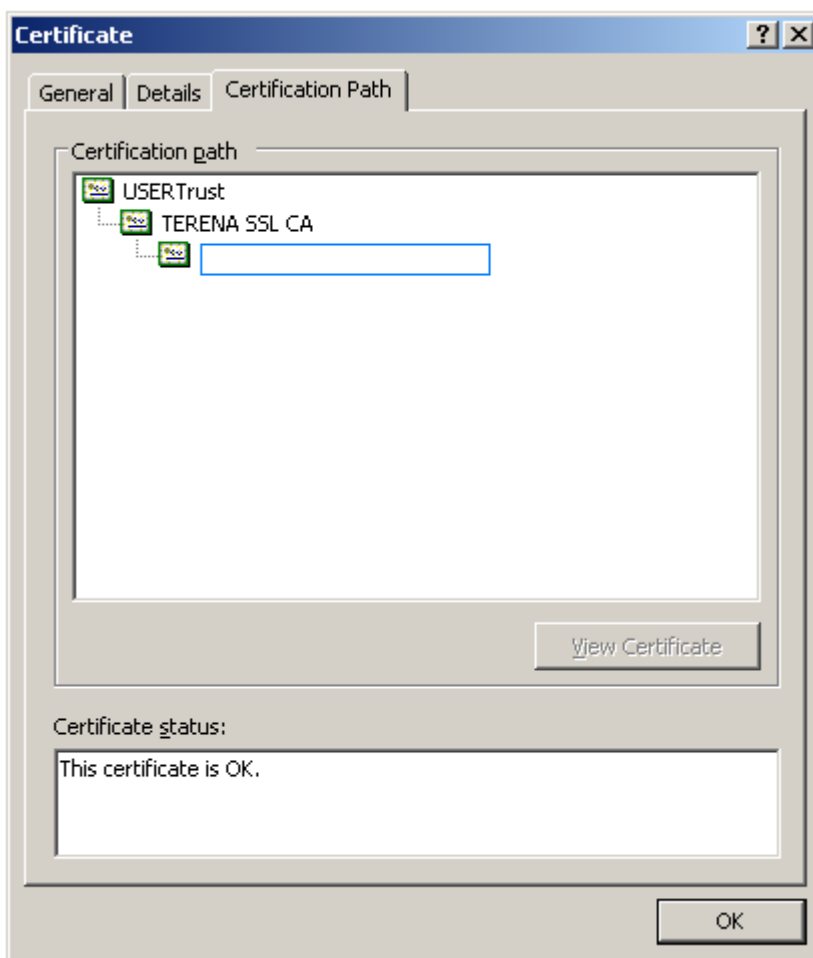 Certificate
General Details Certification Path
Certification path
USERTrust
TERENA SSL CA
View Certificate
Certificate status:
This certificate is OK.
OK